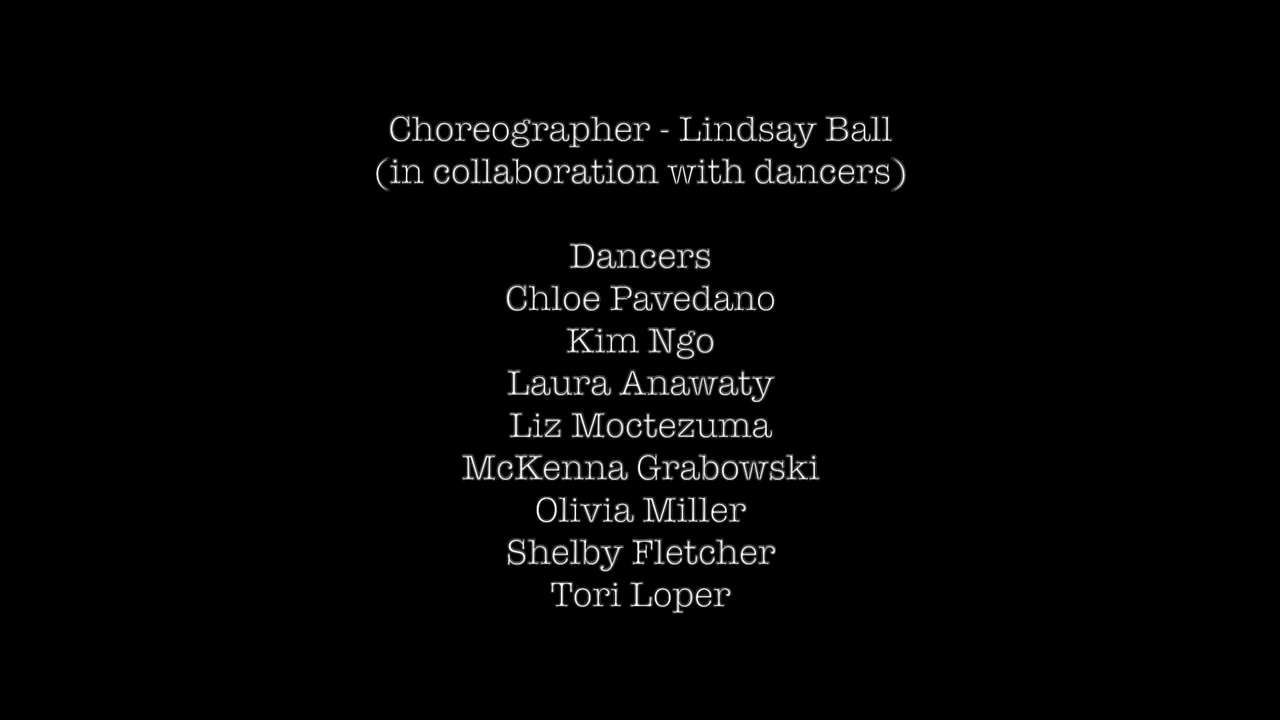 Choreographer - Lindsay Ball
(in collaboration with dancers)
Dancers
Chloe Pavedano
Kim Ngo
Laura Anawaty
Liz Moctezuma
McKenna Grabowski
Olivia Miller
Shelby Fletcher
Tori Loper